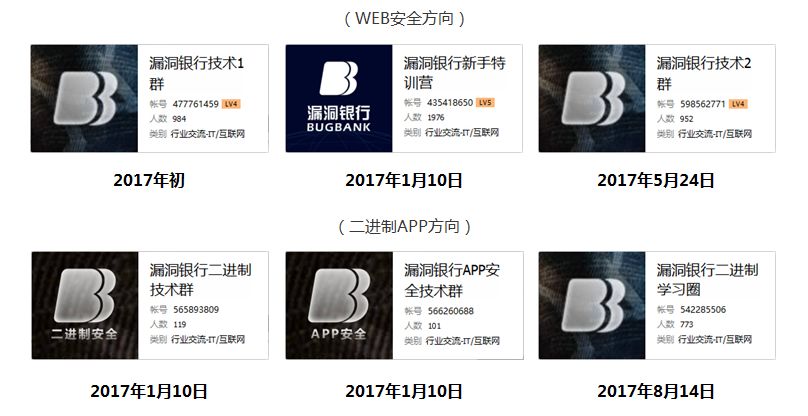 （WEB安全方向）
漏洞银行技术1
群
帐号 477761459 LV4
人数 984
类别 行业交流-IT/互联网
2017年初
漏洞银行
BUGBANK
漏洞银行新手特
训营
帐号 435418650 LV5
人数 1976
类别 行业交流-IT/互联网
2017年1月10日
漏洞银行技术2
群
帐号 598562771 LV4
人数 952
类别 行业交流-IT/互联网
2017年5月24日
（二进制APP方向）
二进制安全
漏洞银行二进制
技术群
帐号 565893809
人数 119
类别 行业交流-IT/互联网
2017年1月10日
APP安全
漏洞银行APP安
全技术群
帐号 566260688
人数 101
类别 行业交流-IT/互联网
2017年1月10日
漏洞银行二进制
学习圈
帐号 542285506
人数 773
类别 行业交流-IT/互联网
2017年8月14日